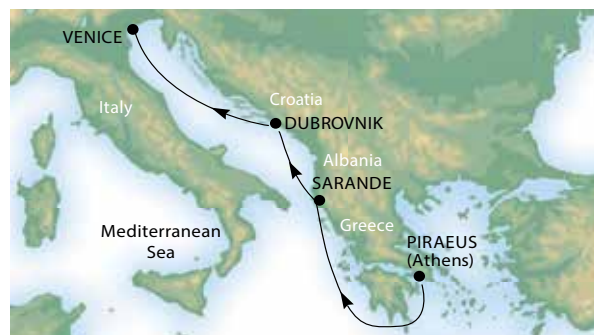 VENICE
Italy
Croatia
DUBROVNIK
Albania
SARANDE
Greece
Mediterranean
Sea
PIRAEUS
(Athens)